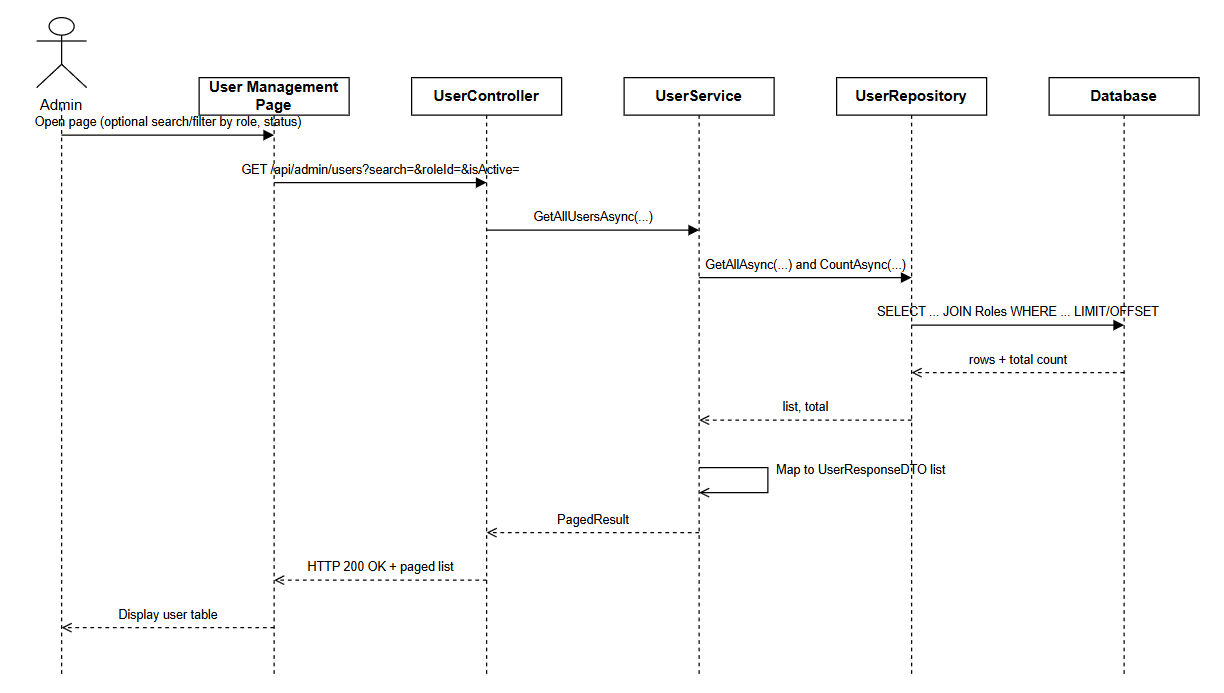 User Management
Page
UserController
UserService
UserRepository
Database
Admin
Open page (optional search/filter by role, status)
GET /api/admin/users?search=&roleId=&isActive=
GetAllUsersAsync(...)
GetAllAsync(...) and CountAsync(...)
SELECT ... JOIN Roles WHERE ... LIMIT/OFFSET
rows + total count
list, total
Map to UserResponseDTO list
PagedResult
HTTP 200 OK + paged list
Display user table